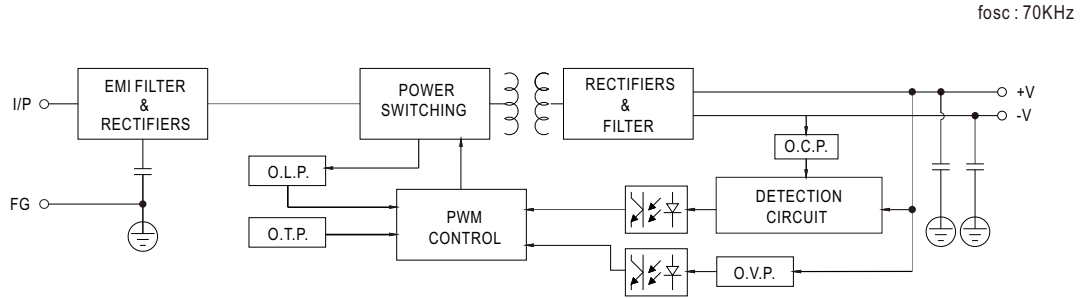 fosc : 70KHz
I/P
EMI FILTER
&
RECTIFIERS
POWER
SWITCHING
RECTIFIERS
&
FILTER
+V
-V
O.C.P.
O.L.P.
FG
O.T.P.
PWM
CONTROL
DETECTION
CIRCUIT
O.V.P.